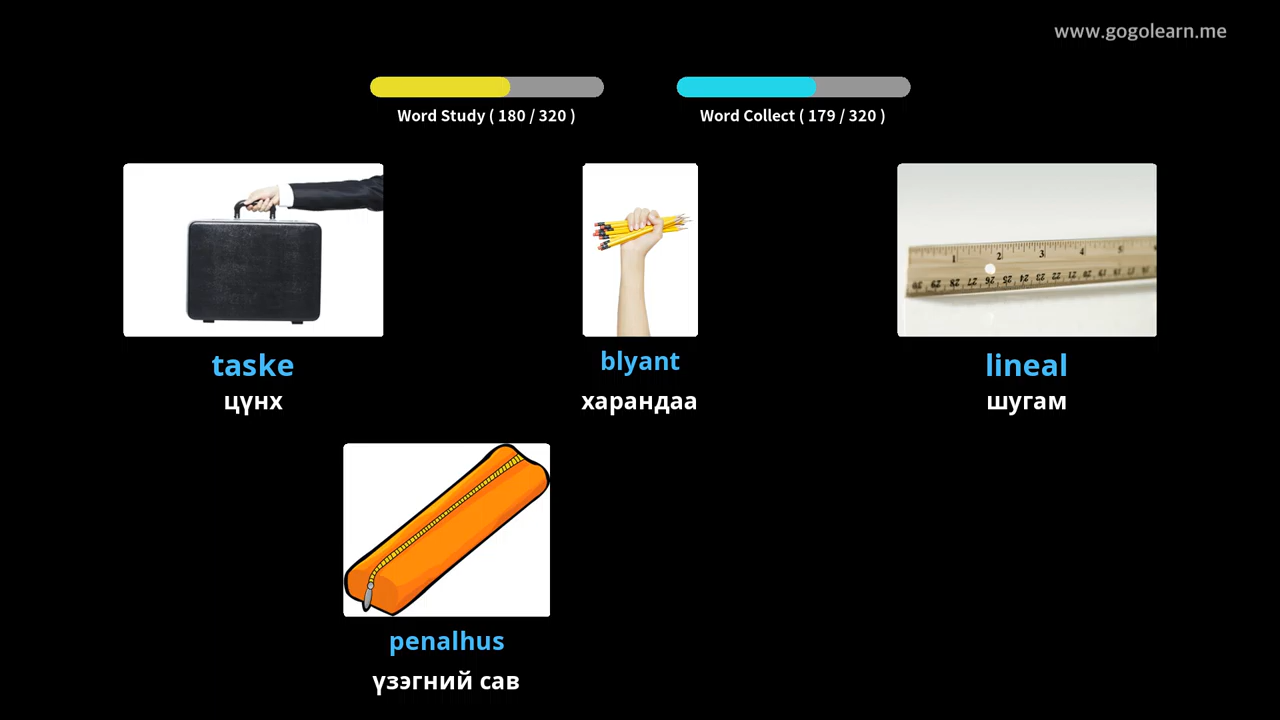 www.gogolearn.me
Word Study ( 180 / 320 )
Word Collect ( 179 / 320 )
taske
цүнх
blyant
харандаа
lineal
шугам
penalhus
үзэгний сав